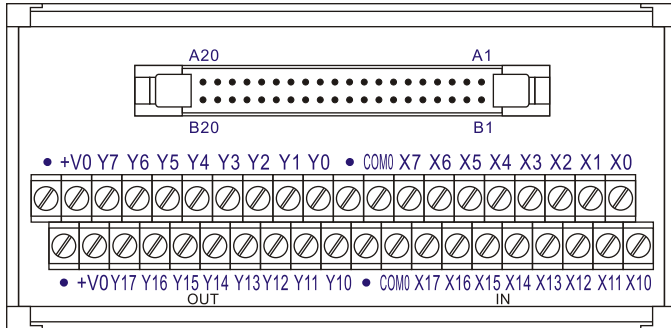 A20 A1
B20 B1
• +V0 Y7 Y6 Y5 Y4 Y3 Y2 Y1 Y0 • COM0 X7 X6 X5 X4 X3 X2 X1 X0
• +V0 Y17 Y16 Y15 Y14 Y13 Y12 Y11 Y10 • COM0 X17 X16 X15 X14 X13 X12 X11 X10
OUT IN